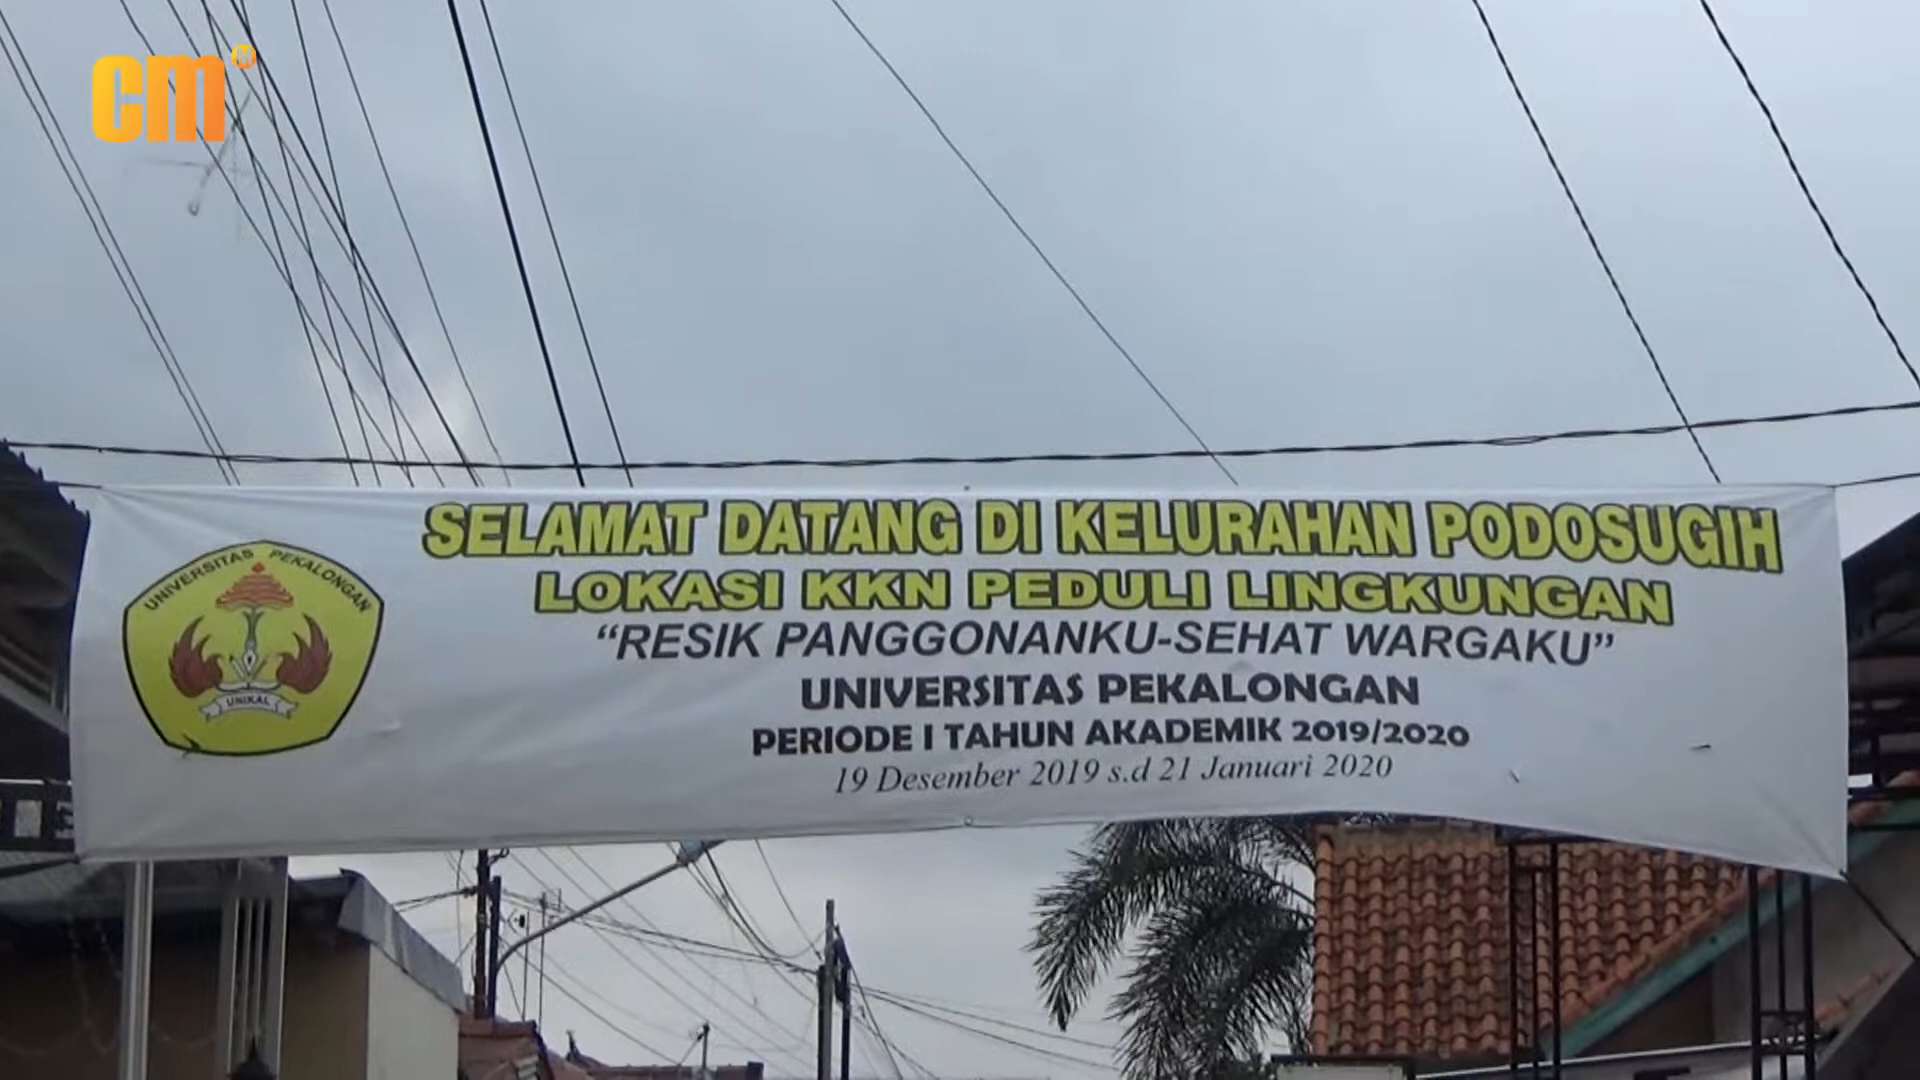 CM
SELAMAT DATANG DI KELURAHAN PODOSUGIH
LOKASI KKN PEDULI LINGKUNGAN
“RESIK PANGGONANKU-SEHAT WARGAKU”
UNIVERSITAS PEKALONGAN
PERIODE I TAHUN AKADEMIK 2019/2020
19 Desember 2019 s.d 21 Januari 2020
UNIVERSITAS PEKALONGAN
UNIKAL